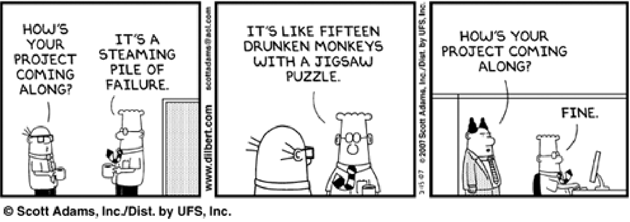 HOW'S
YOUR
PROJECT
COMING
ALONG?
IT'S A
STEAMING
PILE OF
FAILURE.
www.dilbert.com
scottadams@aol.com
IT'S LIKE FIFTEEN
DRUNKEN MONKEYS
WITH A JIGSAW
PUZZLE.
3-15-07 © 2007 Scott Adams, Inc./Dist. by UFS, Inc.
HOW'S YOUR
PROJECT COMING
ALONG?
FINE.
© Scott Adams, Inc./Dist. by UFS, Inc.